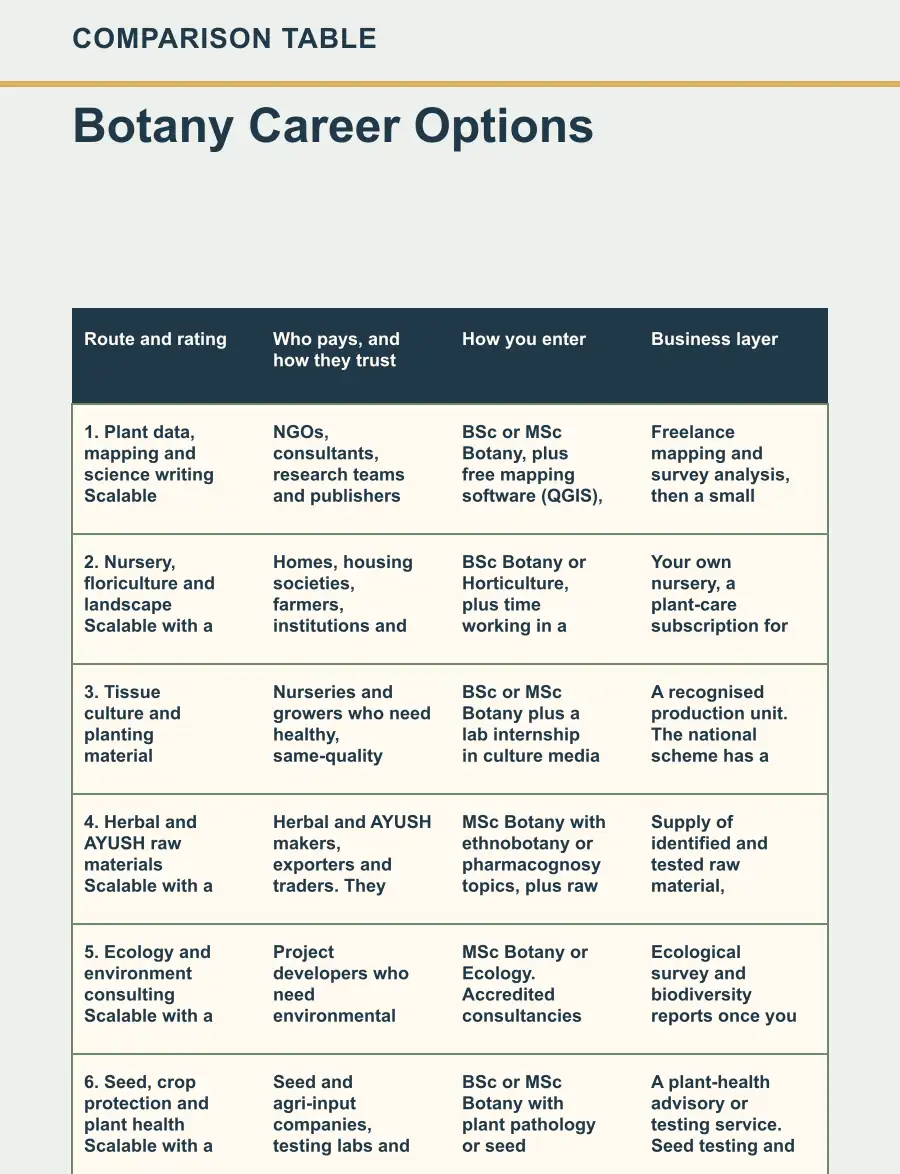 COMPARISON TABLE
Botany Career Options
Route and rating
Who pays, and
how they trust
How you enter
Business layer
1. Plant data,
mapping and
science writing
Scalable
NGOs,
consultants,
research teams
and publishers
BSc or MSc
Botany, plus
free mapping
software (QGIS),
Freelance
mapping and
survey analysis,
then a small
2. Nursery,
floriculture and
landscape
Scalable with a
Homes, housing
societies,
farmers,
institutions and
BSc Botany or
Horticulture,
plus time
working in a
Your own
nursery, a
plant-care
subscription for
3. Tissue
culture and
planting
material
Nurseries and
growers who need
healthy,
same-quality
BSc or MSc
Botany plus a
lab internship
in culture media
A recognised
production unit.
The national
scheme has a
4. Herbal and
AYUSH raw
materials
Scalable with a
Herbal and AYUSH
makers,
exporters and
traders. They
MSc Botany with
ethnobotany or
pharmacognosy
topics, plus raw
Supply of
identified and
tested raw
material,
5. Ecology and
environment
consulting
Scalable with a
Project
developers who
need
environmental
MSc Botany or
Ecology.
Accredited
consultancies
Ecological
survey and
biodiversity
reports once you
6. Seed, crop
protection and
plant health
Scalable with a
Seed and
agri-input
companies,
testing labs and
BSc or MSc
Botany with
plant pathology
or seed
A plant-health
advisory or
testing service.
Seed testing and